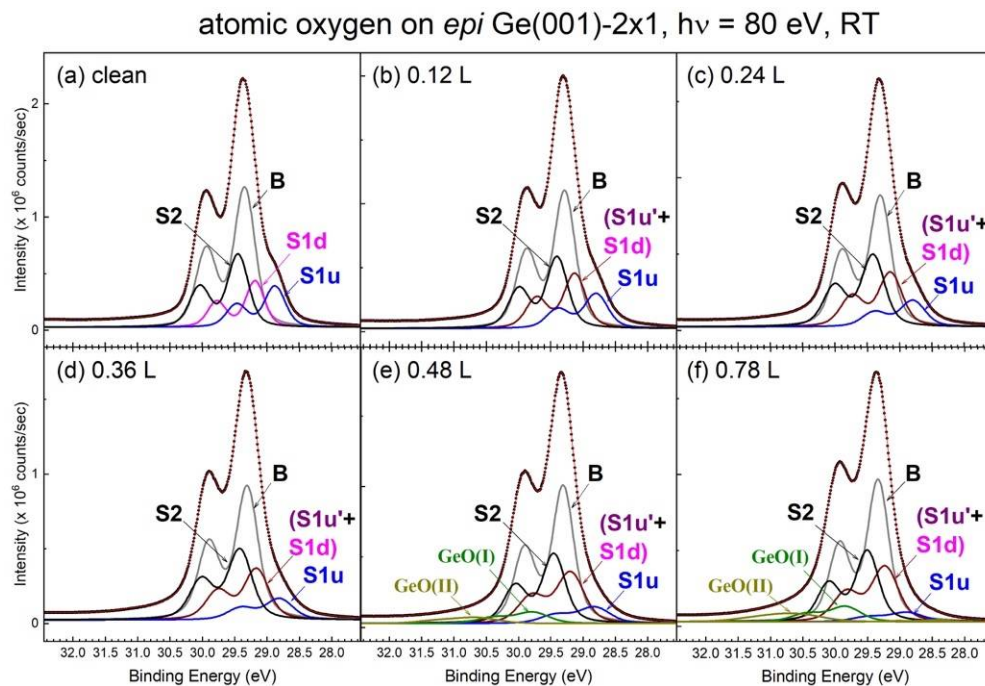 atomic oxygen on epi Ge(001)-2x1, hν = 80 eV, RT
(a) clean
S2
B
S1d
S1u
(b) 0.12 L
S2
B
(S1u'+
S1d)
S1u
(c) 0.24 L
S2
B
(S1u'+
S1d)
S1u
Intensity (x 10⁶ counts/sec)
2
1
0
(d) 0.36 L
S2
B
(S1u'+
S1d)
S1u
(e) 0.48 L
S2
B
(S1u'+
S1d)
S1u
GeO(I)
GeO(II)
(f) 0.78 L
S2
B
(S1u'+
S1d)
S1u
GeO(I)
GeO(II)
Intensity (x 10⁶ counts/sec)
1
0
32.0 31.5 31.0 30.5 30.0 29.5 29.0 28.5 28.0
Binding Energy (eV)
32.0 31.5 31.0 30.5 30.0 29.5 29.0 28.5 28.0
Binding Energy (eV)
32.0 31.5 31.0 30.5 30.0 29.5 29.0 28.5 28.0
Binding Energy (eV)